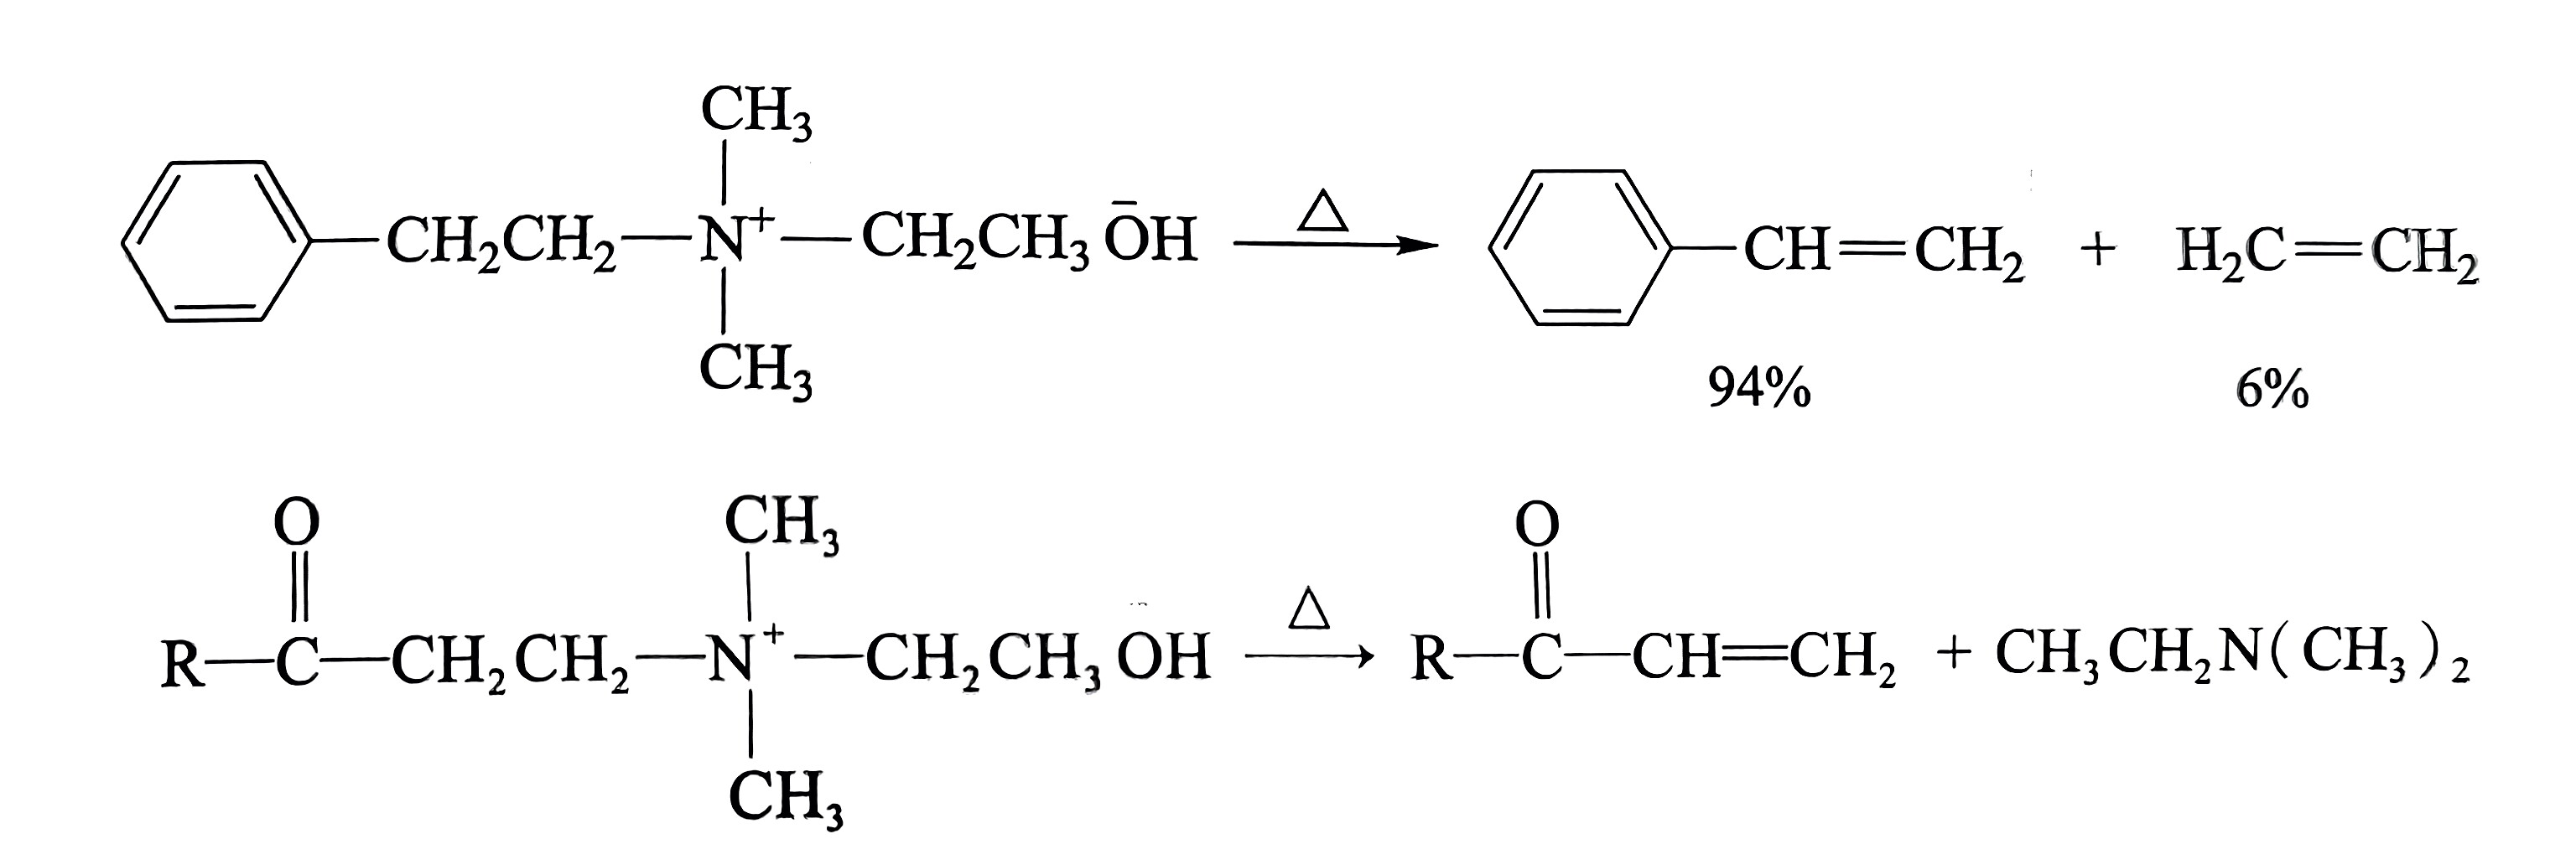 CH₃
CH₂CH₂—N⁺—CH₂CH₃ ŌH △ CH=CH₂ + H₂C=CH₂
CH₃
94% 6%
O CH₃ O
R—C—CH₂CH₂—N⁺—CH₂CH₃ OH △ R—C—CH=CH₂ + CH₃CH₂N(CH₃)₂
CH₃